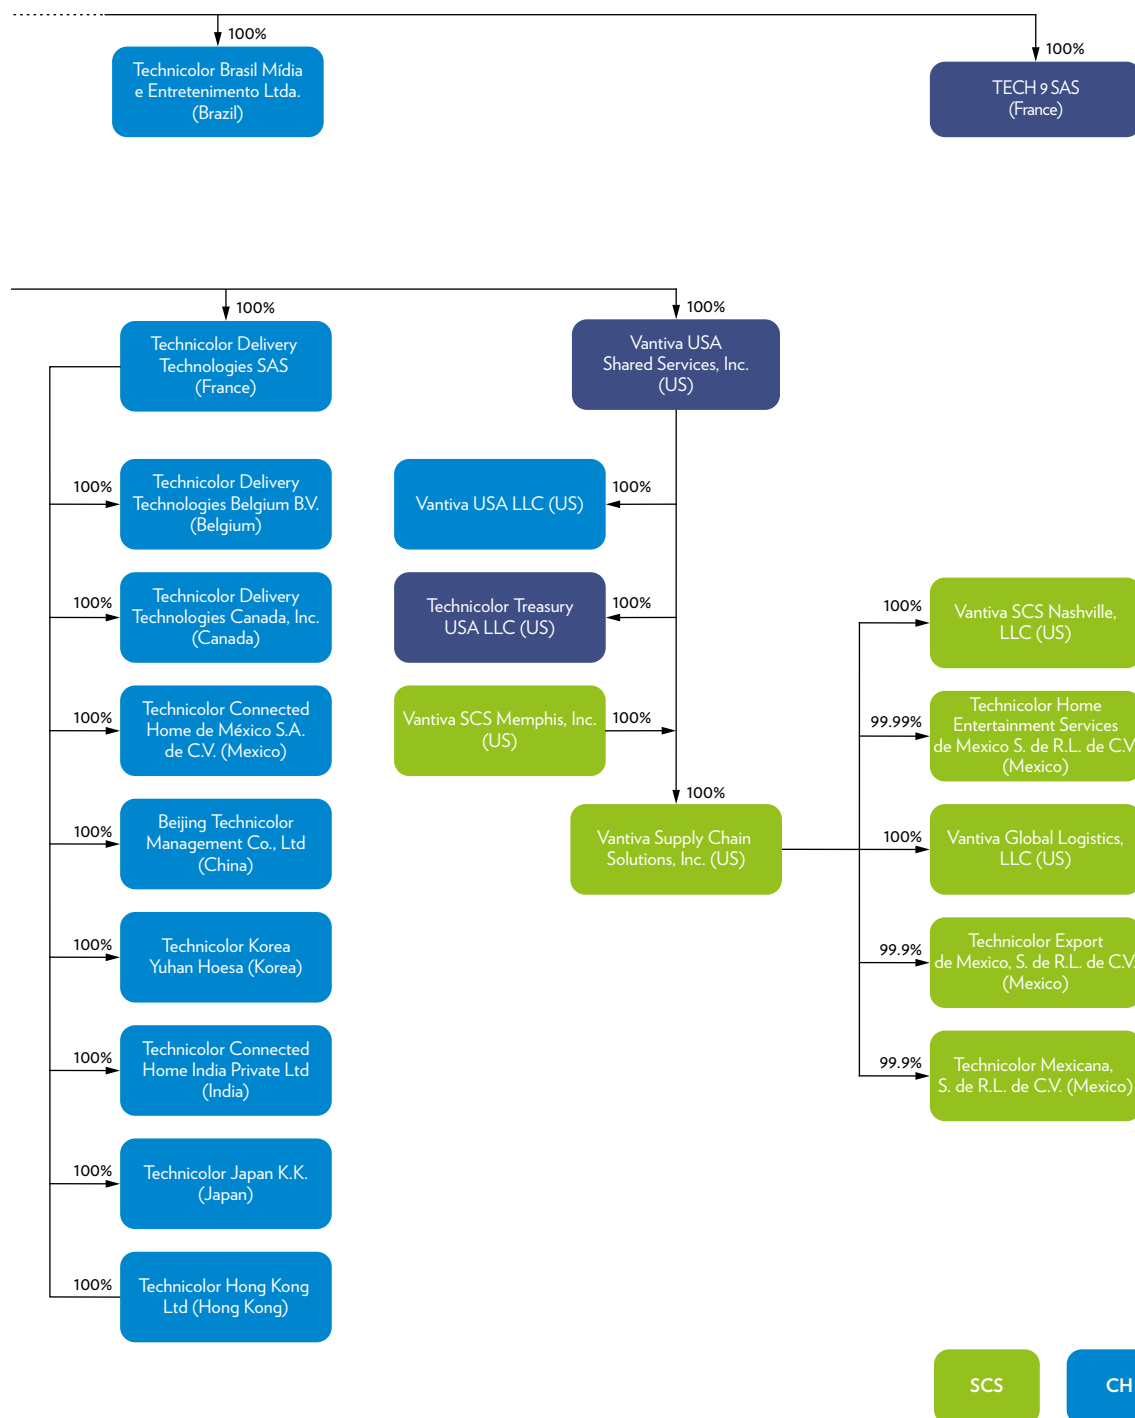 100%
Technicolor Brasil Mídia
e Entretenimento Ltda.
(Brazil)
100%
TECH 9 SAS
(France)
100%
Technicolor Delivery
Technologies SAS
(France)
100%
Vantiva USA
Shared Services, Inc.
(US)
100%
Technicolor Delivery
Technologies Belgium B.V.
(Belgium)
100%
Technicolor Delivery
Technologies Canada, Inc.
(Canada)
100%
Technicolor Connected
Home de México S.A.
de C.V. (Mexico)
100%
Beijing Technicolor
Management Co., Ltd
(China)
100%
Technicolor Korea
Yuhan Hoesa (Korea)
100%
Technicolor Connected
Home India Private Ltd
(India)
100%
Technicolor Japan K.K.
(Japan)
100%
Technicolor Hong Kong
Ltd (Hong Kong)
Vantiva USA LLC (US)
100%
Technicolor Treasury
USA LLC (US)
100%
Vantiva SCS Memphis, Inc.
(US)
100%
100%
Vantiva Supply Chain
Solutions, Inc. (US)
100%
Vantiva SCS Nashville,
LLC (US)
99.99%
Technicolor Home
Entertainment Services
de Mexico S. de R.L. de C.V.
(Mexico)
100%
Vantiva Global Logistics,
LLC (US)
99.9%
Technicolor Export
de Mexico, S. de R.L. de C.V.
(Mexico)
99.9%
Technicolor Mexicana,
S. de R.L. de C.V. (Mexico)
SCS
CH